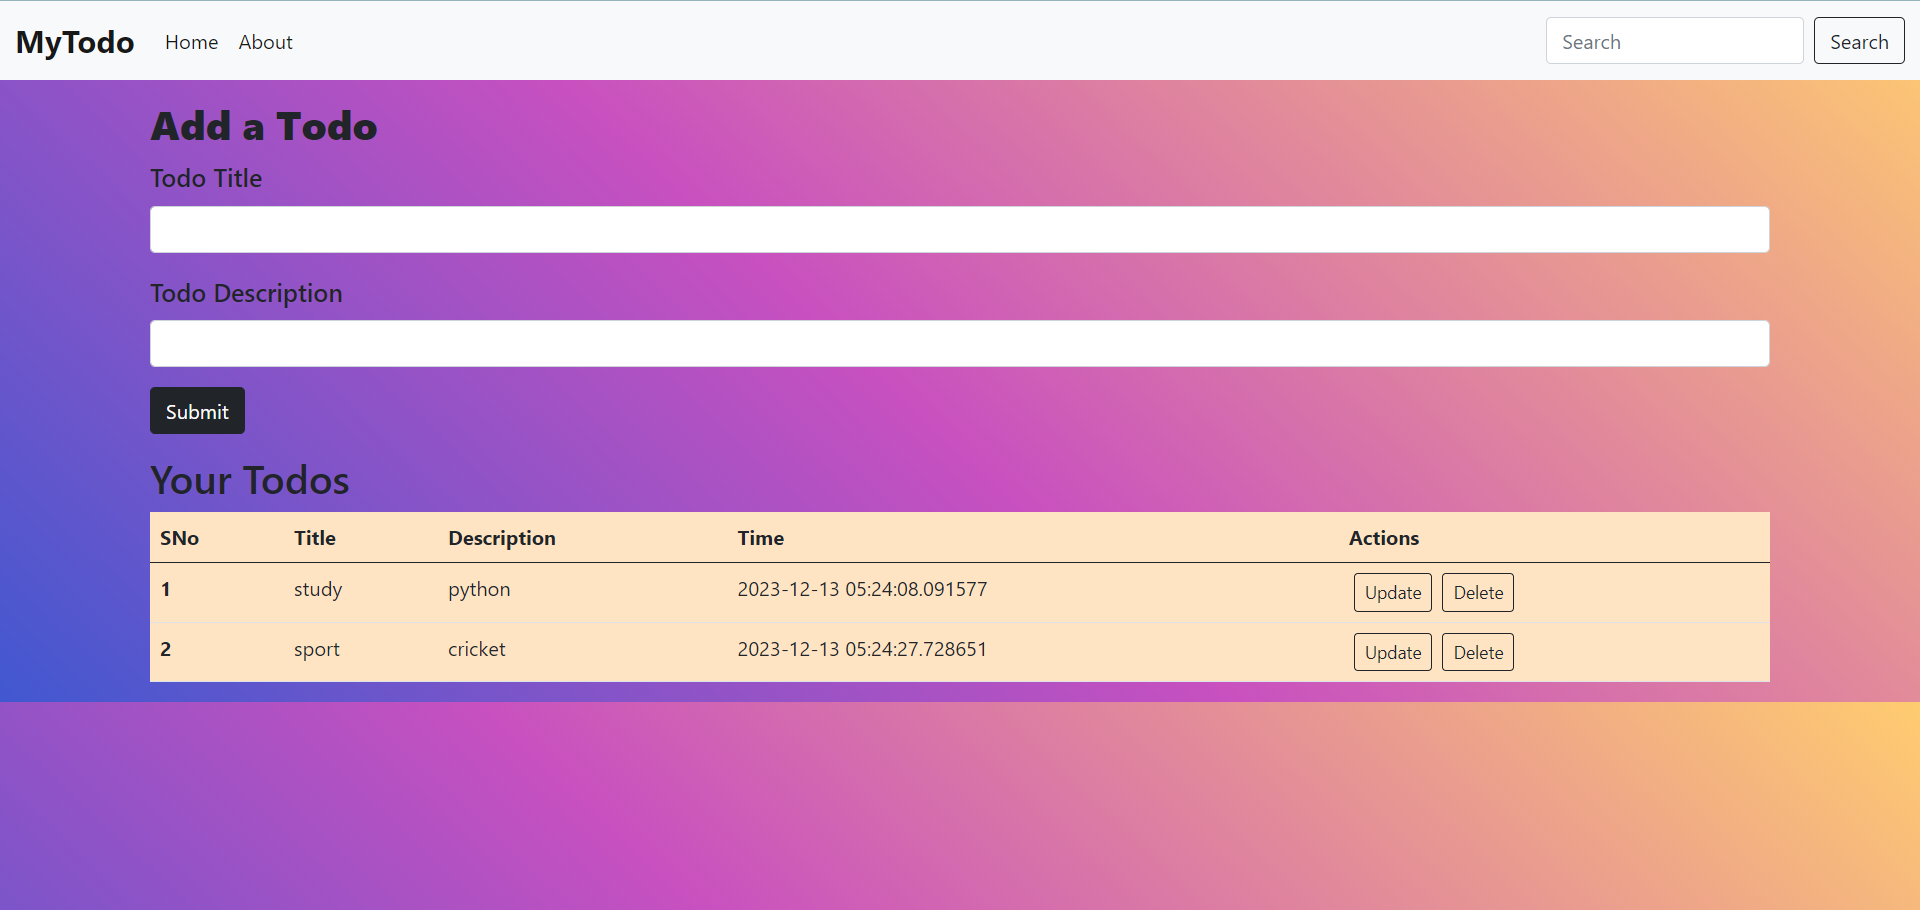 MyTodo Home About Search Search
Add a Todo
Todo Title
Todo Description
Submit
Your Todos
SNo Title Description Time Actions
1 study python 2023-12-13 05:24:08.091577 Update Delete
2 sport cricket 2023-12-13 05:24:27.728651 Update Delete